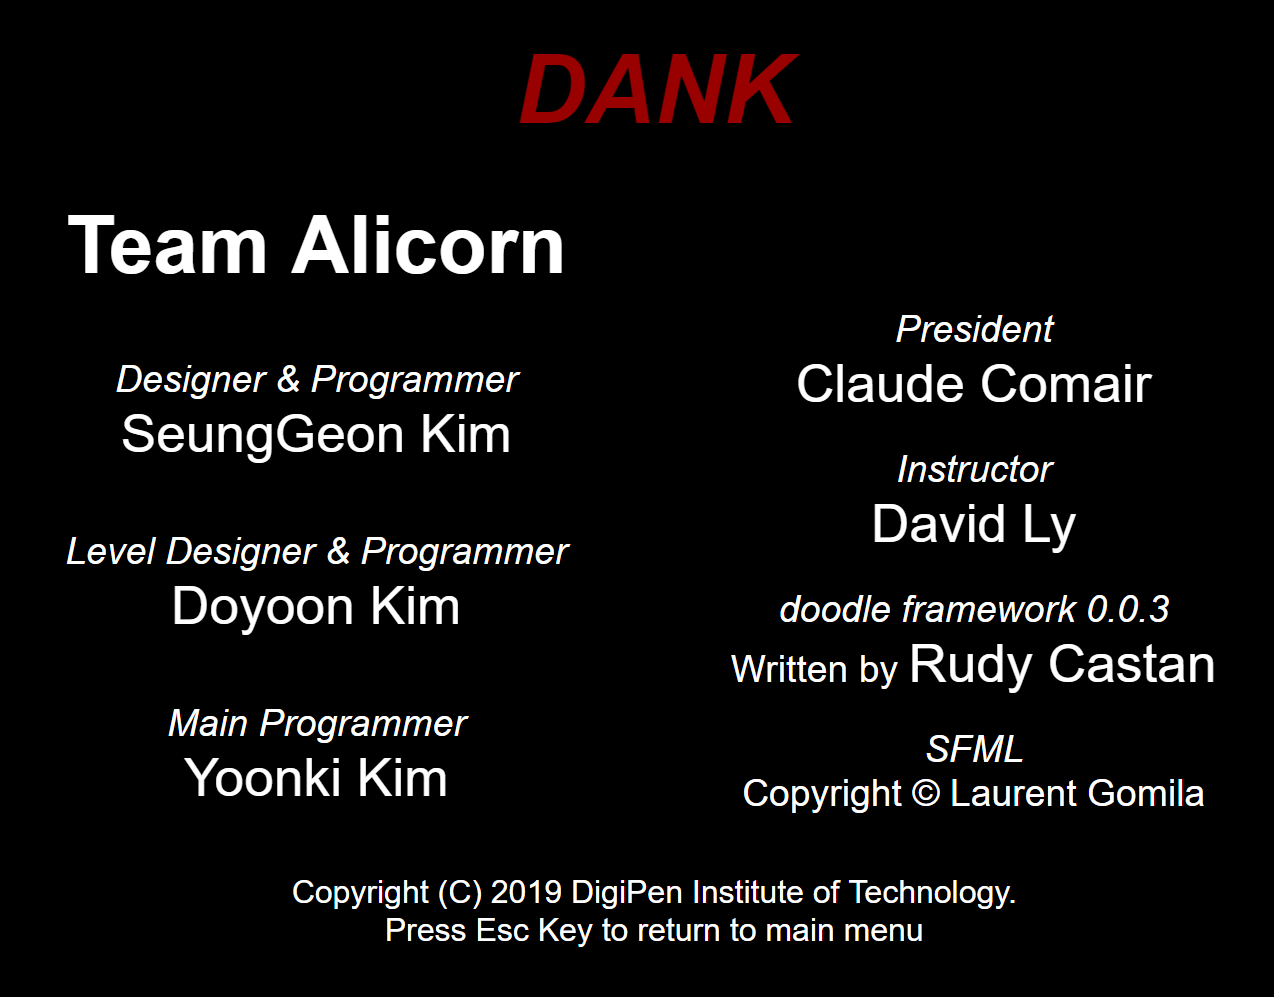 DANK
Team Alicorn
Designer & Programmer
SeungGeon Kim
Level Designer & Programmer
Doyoon Kim
Main Programmer
Yoonki Kim
President
Claude Comair
Instructor
David Ly
doodle framework 0.0.3
Written by Rudy Castan
SFML
Copyright © Laurent Gomila
Copyright (C) 2019 DigiPen Institute of Technology.
Press Esc Key to return to main menu